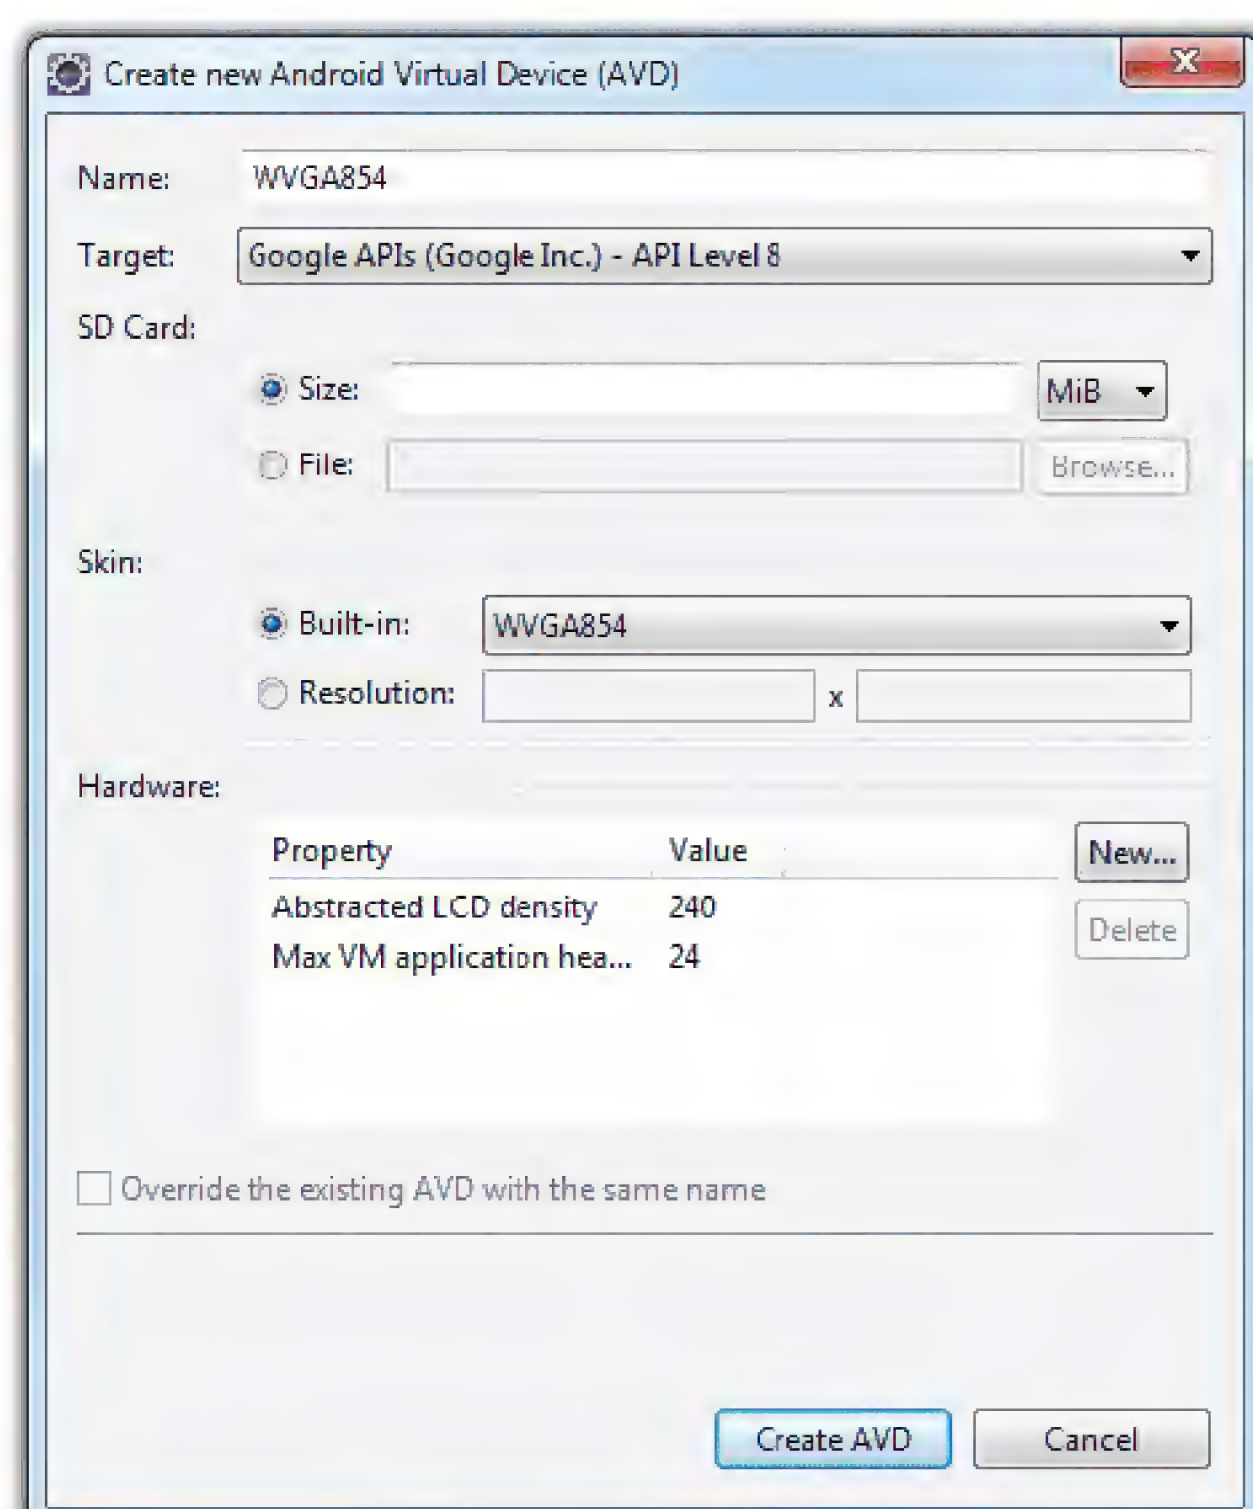 Create new Android Virtual Device (AVD)
Name: WVGA854
Target: Google APIs (Google Inc.) - API Level 8
SD Card:
Size: MiB
File: Browse...
Skin:
Built-in: WVGA854
Resolution: x
Hardware:
Property Value New...
Abstracted LCD density 240
Delete
Max VM application hea... 24
Override the existing AVD with the same name
Create AVD Cancel